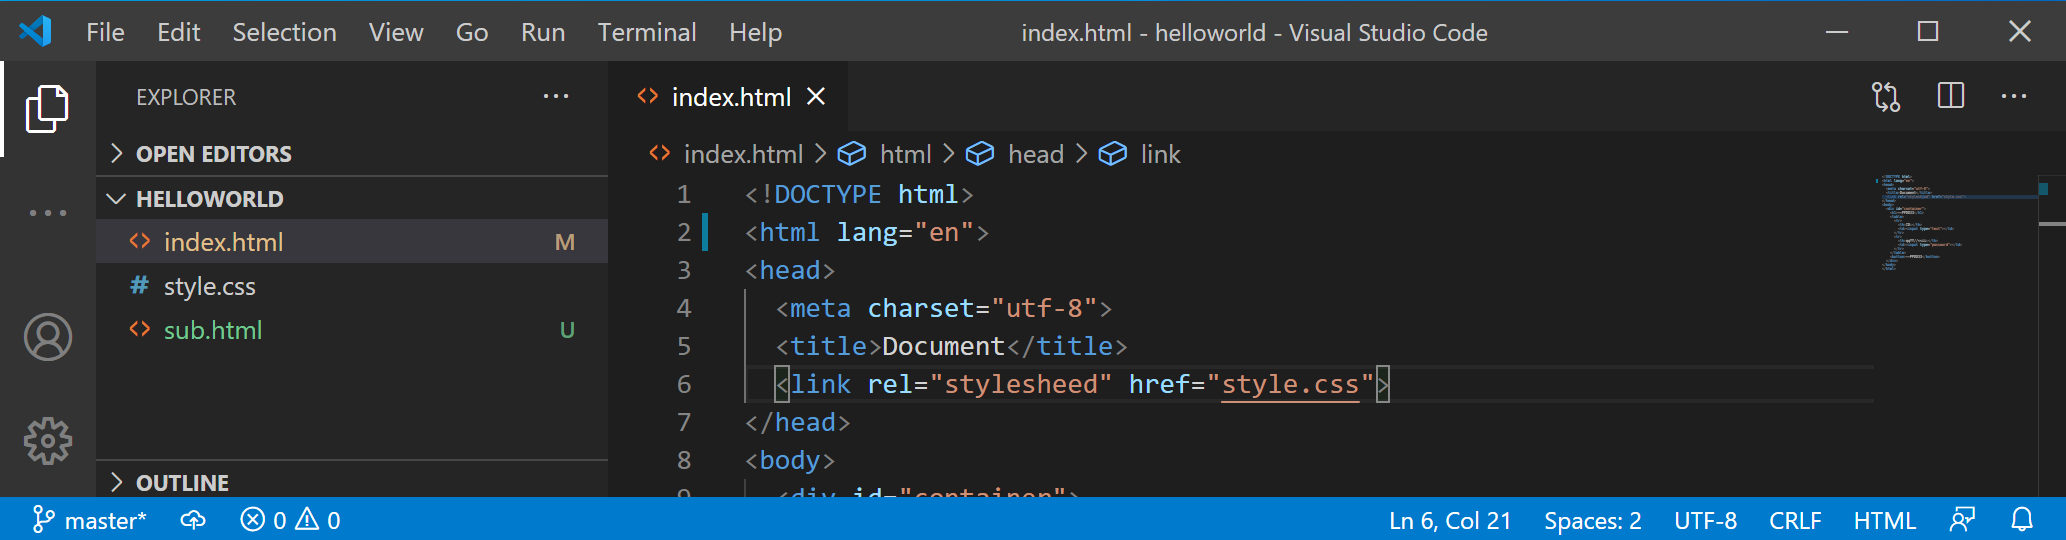 File Edit Selection View Go Run Terminal Help index.html - helloworld - Visual Studio Code
EXPLORER
OPEN EDITORS
HELLOWORLD
index.html M
# style.css
sub.html U
OUTLINE
index.html
index.html > html > head > link
1 <!DOCTYPE html>
2 <html lang="en">
3 <head>
4 <meta charset="utf-8">
5 <title>Document</title>
6 <link rel="stylesheed" href="style.css">
7 </head>
8 <body>
9 <div id="container">
master* 0 0 Ln 6, Col 21 Spaces: 2 UTF-8 CRLF HTML